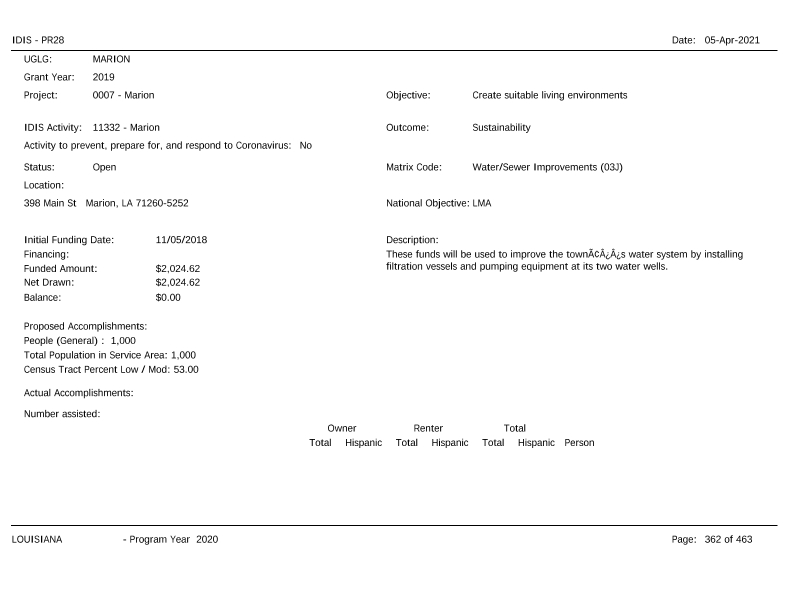 IDIS - PR28 Date: 05-Apr-2021
UGLG: MARION
Grant Year: 2019
Project: 0007 - Marion Objective: Create suitable living environments
IDIS Activity: 11332 - Marion Outcome: Sustainability
Activity to prevent, prepare for, and respond to Coronavirus: No
Status: Open Matrix Code: Water/Sewer Improvements (03J)
Location:
398 Main St Marion, LA 71260-5252 National Objective: LMA
Initial Funding Date: 11/05/2018 Description:
Financing: These funds will be used to improve the townÃ¢Â¿Â¿s water system by installing
Funded Amount: $2,024.62 filtration vessels and pumping equipment at its two water wells.
Net Drawn: $2,024.62
Balance: $0.00
Proposed Accomplishments:
People (General) : 1,000
Total Population in Service Area: 1,000
Census Tract Percent Low / Mod: 53.00
Actual Accomplishments:
Number assisted:
Owner Renter Total
Total Hispanic Total Hispanic Total Hispanic Person
LOUISIANA - Program Year 2020 Page: 362 of 463